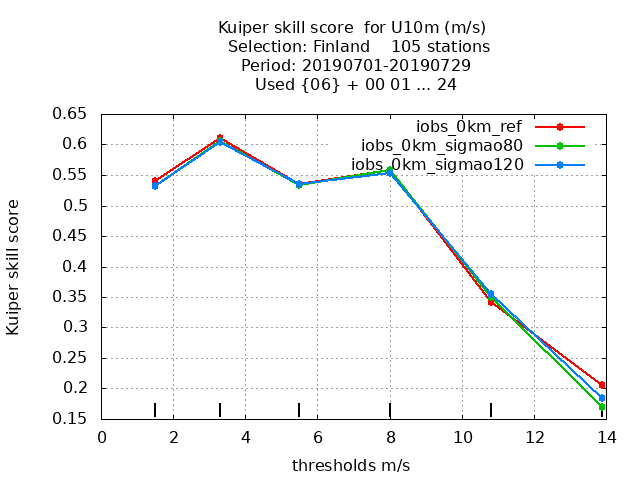 Kuiper skill score  for U10m (m/s)
Selection: Finland    105 stations
Period: 20190701-20190729
Used {06} + 00 01 ... 24
iobs_0km_ref
iobs_0km_sigmao80
iobs_0km_sigmao120
0.65
0.6
0.55
0.5
0.45
0.4
0.35
0.3
0.25
0.2
0.15
Kuiper skill score
0 2 4 6 8 10 12 14
thresholds m/s